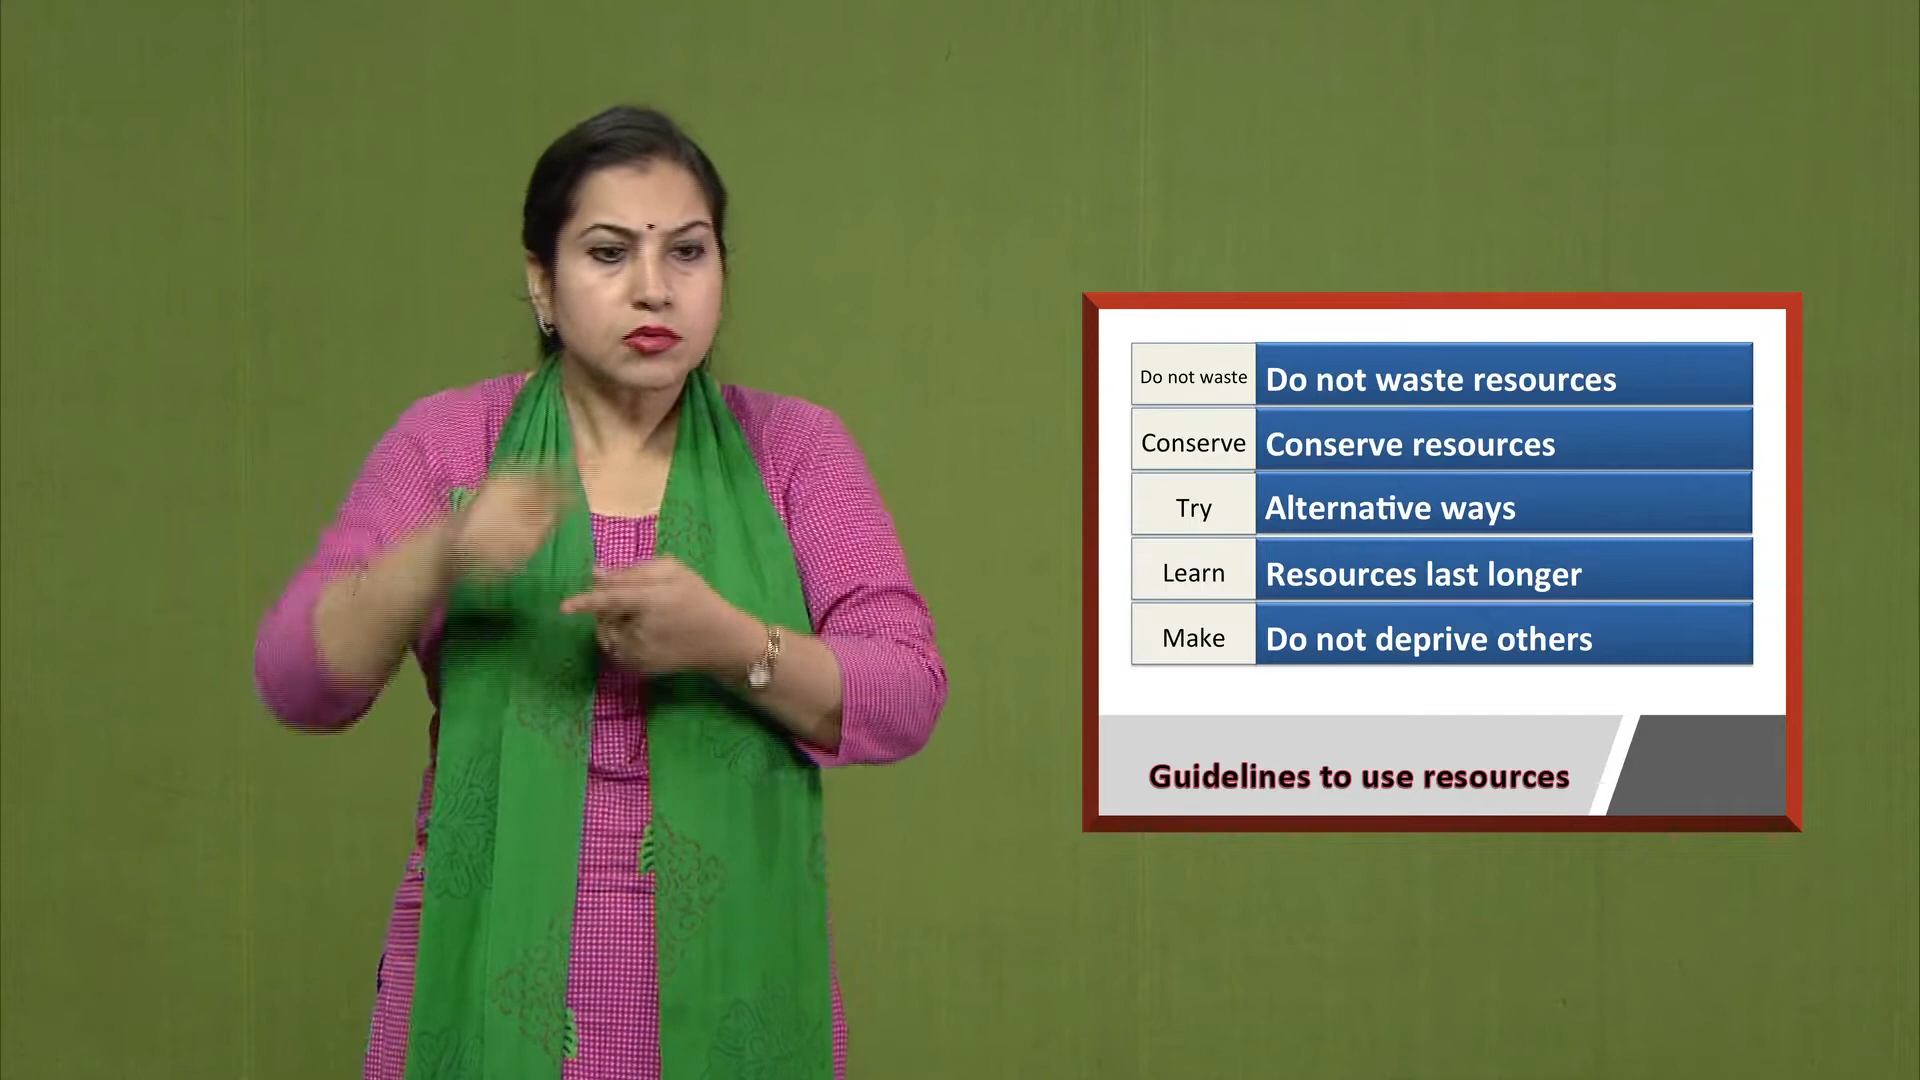 Do not waste Do not waste resources
Conserve Conserve resources
Try Alternative ways
Learn Resources last longer
Make Do not deprive others
Guidelines to use resources